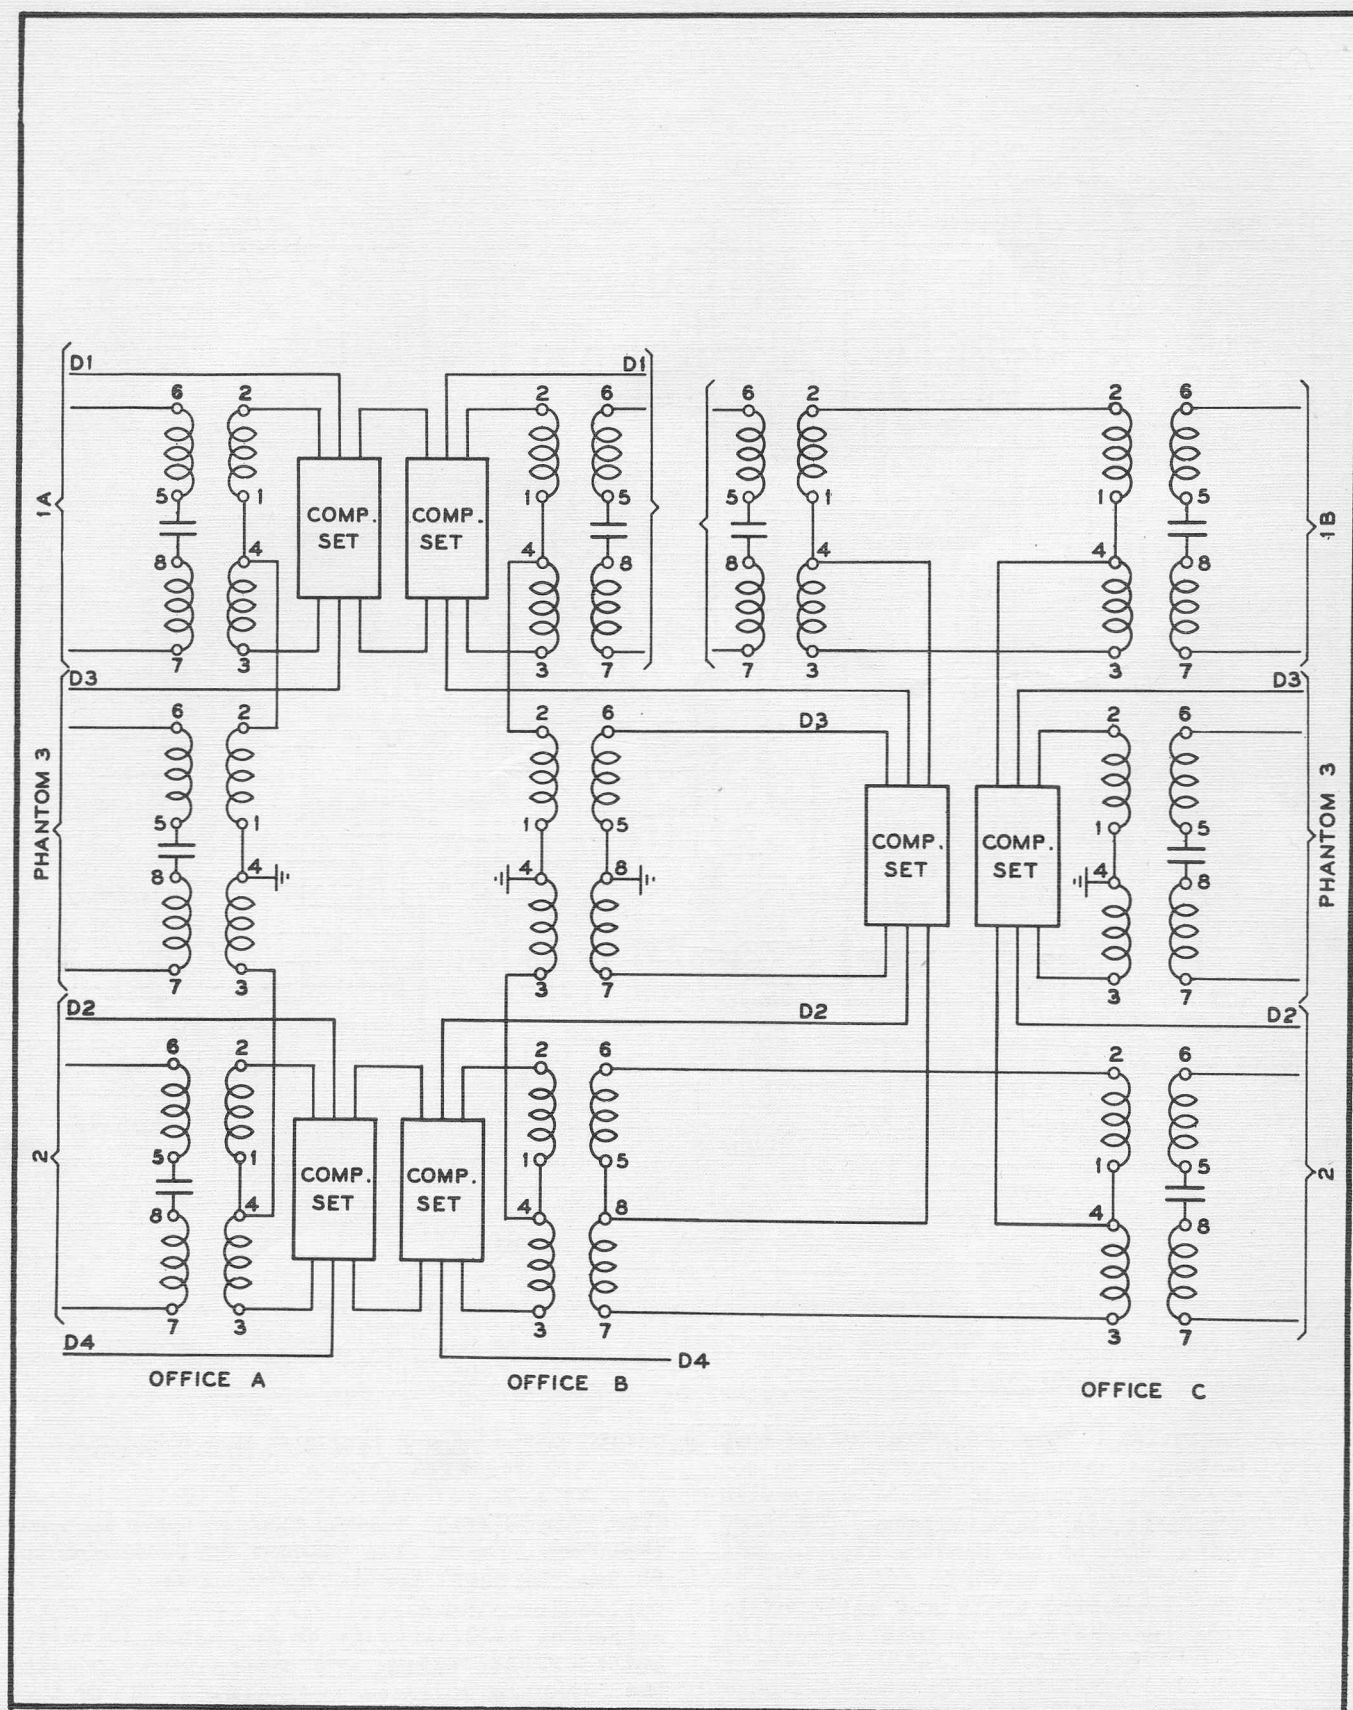 D1 D1
6 2 2 6 6 2 2 6
1A
5 1 COMP. SET COMP. SET 1 5 5 1 1 5 1B
8 4 4 8 8 4 4 8
7 3 3 7 7 3 3 7
D3 D3
6 2 2 6 D3 2 6
PHANTOM 3
5 1 1 5 COMP. SET COMP. SET 1 5
PHANTOM 3
8 4 4 8 4 8
7 3 3 7 3 7
D2 D2 D2
6 2 2 6 2 6
2
5 1 COMP. SET COMP. SET 1 5 1 5
2
8 4 4 8 4 8
7 3 3 7 3 7
D4 D4
OFFICE A OFFICE B OFFICE C